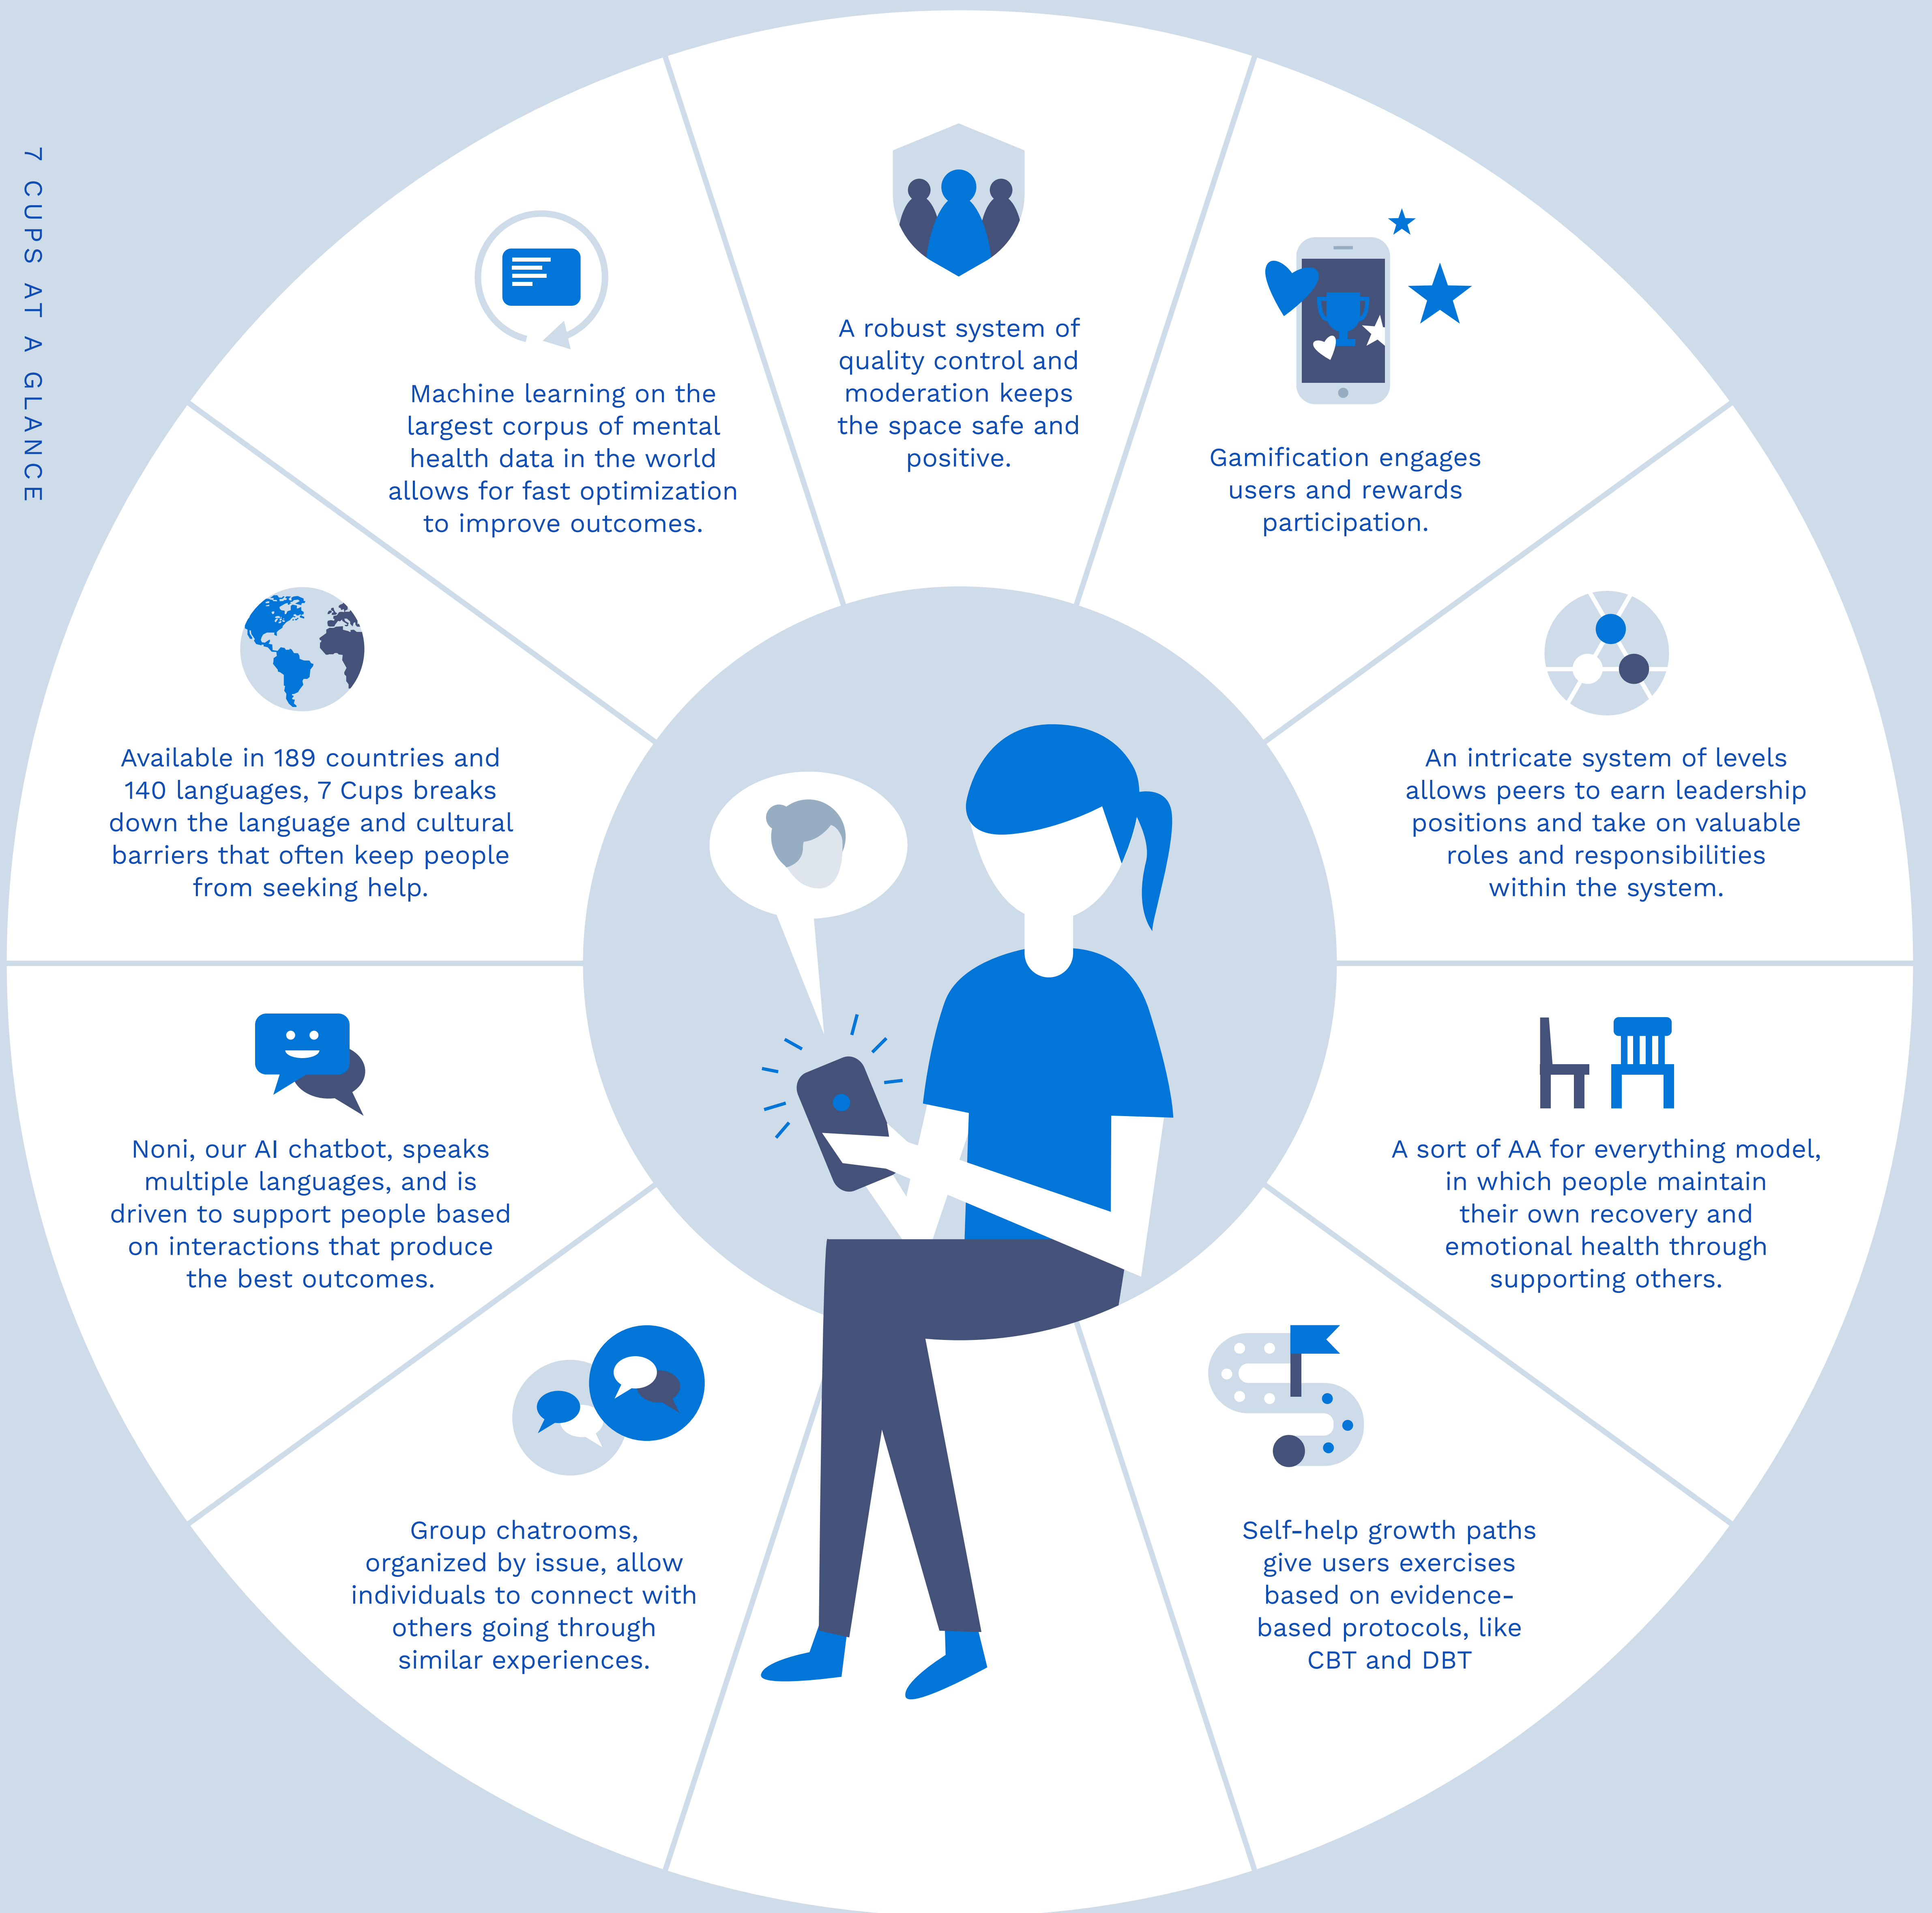 7 CUPS AT A GLANCE
A robust system of
quality control and
moderation keeps
the space safe and
positive.
Gamification engages
users and rewards
participation.
An intricate system of levels
allows peers to earn leadership
positions and take on valuable
roles and responsibilities
within the system.
A sort of AA for everything model,
in which people maintain
their own recovery and
emotional health through
supporting others.
Self-help growth paths
give users exercises
based on evidence-
based protocols, like
CBT and DBT
Group chatrooms,
organized by issue, allow
individuals to connect with
others going through
similar experiences.
Noni, our AI chatbot, speaks
multiple languages, and is
driven to support people based
on interactions that produce
the best outcomes.
Available in 189 countries and
140 languages, 7 Cups breaks
down the language and cultural
barriers that often keep people
from seeking help.
Machine learning on the
largest corpus of mental
health data in the world
allows for fast optimization
to improve outcomes.